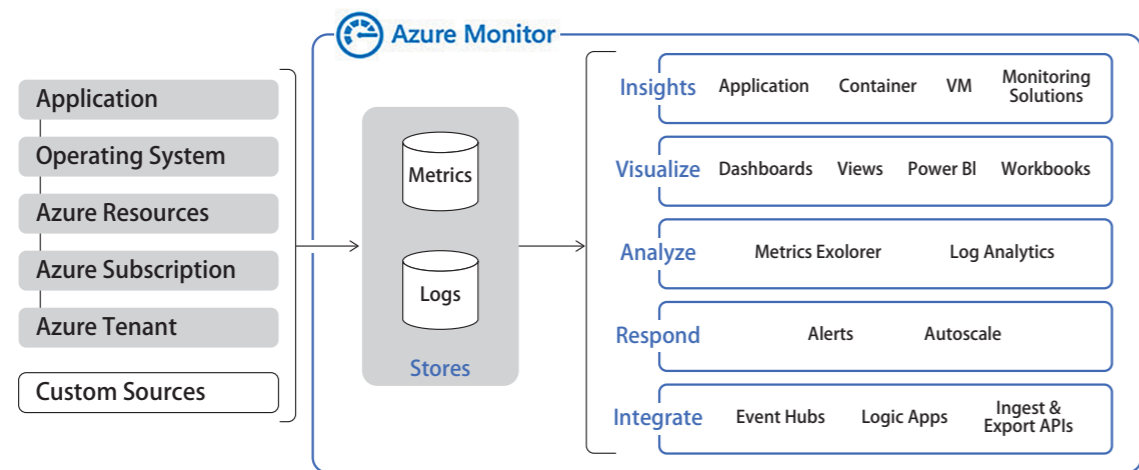 Azure Monitor
Application
Operating System
Azure Resources
Azure Subscription
Azure Tenant
Custom Sources
Metrics
Logs
Stores
Insights Application Container VM Monitoring
Solutions
Visualize Dashboards Views Power BI Workbooks
Analyze Metrics Exolorer Log Analytics
Respond Alerts Autoscale
Integrate Event Hubs Logic Apps Ingest &
Export APIs